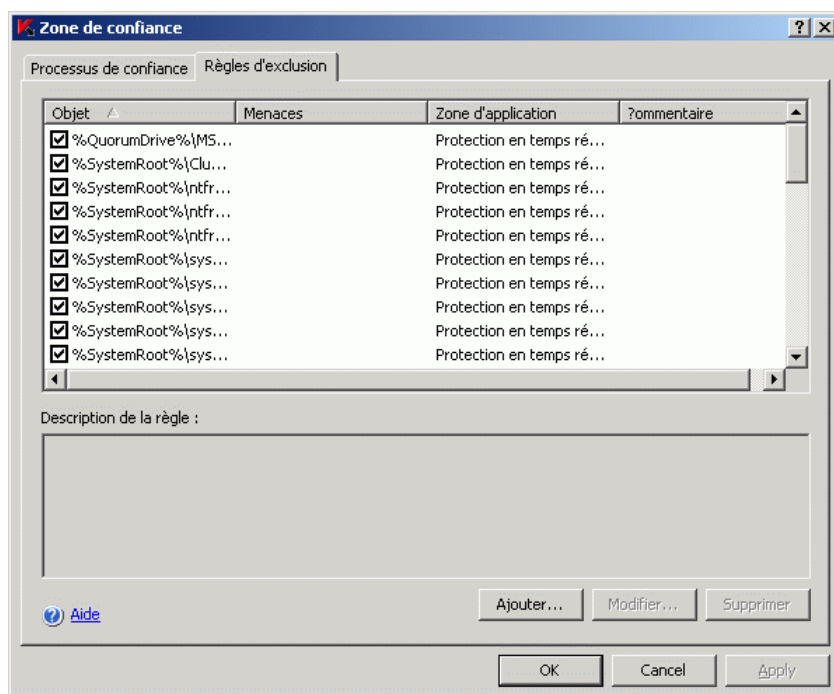 Zone de confiance
Processus de confiance Règles d'exclusion
Objet Menaces Zone d'application ?ommentaire
%QuorumDrive%\MS... Protection en temps ré...
%SystemRoot%\Clu... Protection en temps ré...
%SystemRoot%\ntfr... Protection en temps ré...
%SystemRoot%\ntfr... Protection en temps ré...
%SystemRoot%\ntfr... Protection en temps ré...
%SystemRoot%\sys... Protection en temps ré...
%SystemRoot%\sys... Protection en temps ré...
%SystemRoot%\sys... Protection en temps ré...
%SystemRoot%\sys... Protection en temps ré...
%SystemRoot%\sys... Protection en temps ré...
Description de la règle :
Ajouter... Modifier... Supprimer
Aide
OK Cancel Apply